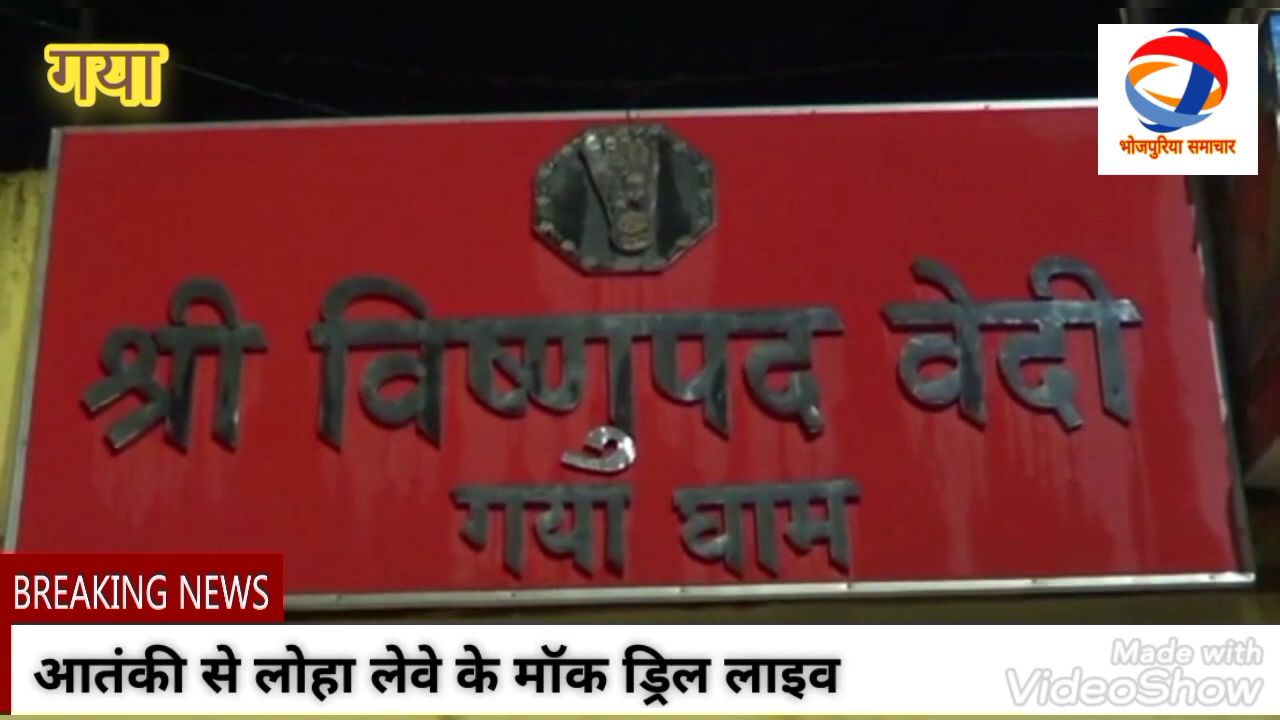 गया
भोजपुरिया समाचार
श्री विष्णुपद वेदी
गया घाम
BREAKING NEWS
आतंकी से लोहा लेवे के मॉक ड्रिल लाइव
Made with
VideoShow